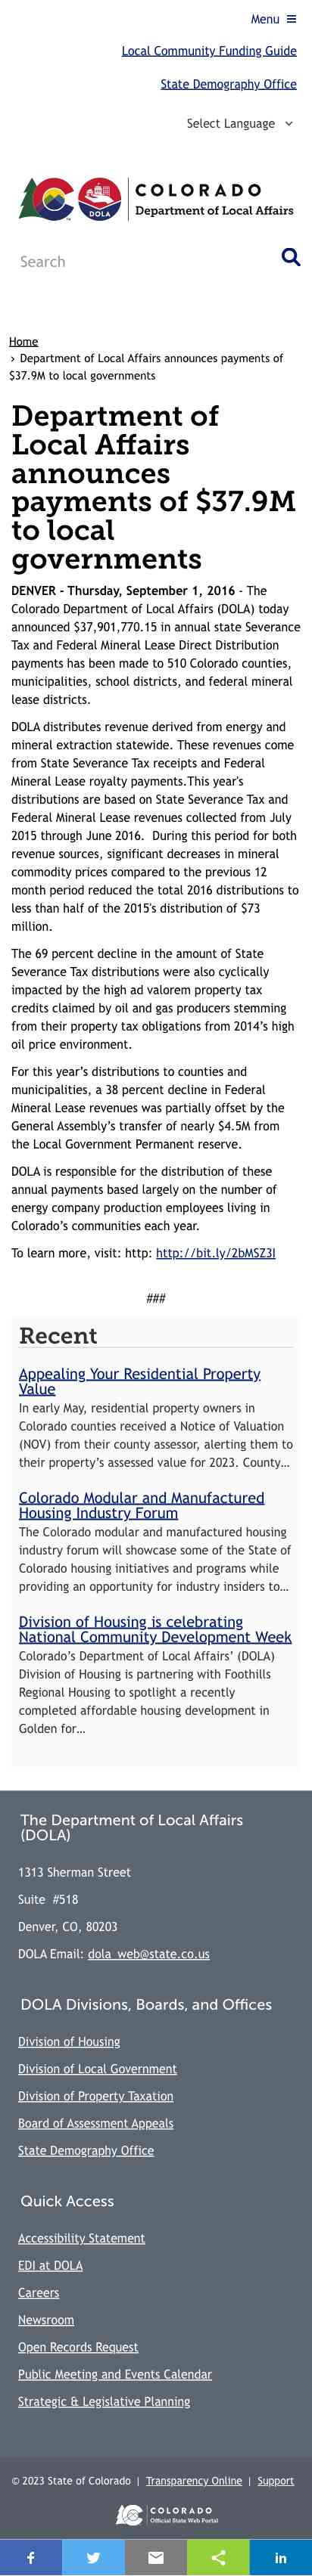 Menu
Local Community Funding Guide
State Demography Office
Select Language
COLORADO
Department of Local Affairs
DOLA
Search
Home
› Department of Local Affairs announces payments of
$37.9M to local governments
Department of
Local Affairs
announces
payments of $37.9M
to local
governments
DENVER - Thursday, September 1, 2016 - The
Colorado Department of Local Affairs (DOLA) today
announced $37,901,770.15 in annual state Severance
Tax and Federal Mineral Lease Direct Distribution
payments has been made to 510 Colorado counties,
municipalities, school districts, and federal mineral
lease districts.
DOLA distributes revenue derived from energy and
mineral extraction statewide. These revenues come
from State Severance Tax receipts and Federal
Mineral Lease royalty payments.This year's
distributions are based on State Severance Tax and
Federal Mineral Lease revenues collected from July
2015 through June 2016.  During this period for both
revenue sources, significant decreases in mineral
commodity prices compared to the previous 12
month period reduced the total 2016 distributions to
less than half of the 2015's distribution of $73
million.
The 69 percent decline in the amount of State
Severance Tax distributions were also cyclically
impacted by the high ad valorem property tax
credits claimed by oil and gas producers stemming
from their property tax obligations from 2014’s high
oil price environment.
For this year’s distributions to counties and
municipalities, a 38 percent decline in Federal
Mineral Lease revenues was partially offset by the
General Assembly’s transfer of nearly $4.5M from
the Local Government Permanent reserve.
DOLA is responsible for the distribution of these
annual payments based largely on the number of
energy company production employees living in
Colorado’s communities each year.
To learn more, visit: http: http://bit.ly/2bMSZ3I
###
Recent
Appealing Your Residential Property
Value
In early May, residential property owners in
Colorado counties received a Notice of Valuation
(NOV) from their county assessor, alerting them to
their property’s assessed value for 2023. County...
Colorado Modular and Manufactured
Housing Industry Forum
The Colorado modular and manufactured housing
industry forum will showcase some of the State of
Colorado housing initiatives and programs while
providing an opportunity for industry insiders to...
Division of Housing is celebrating
National Community Development Week
Colorado’s Department of Local Affairs’ (DOLA)
Division of Housing is partnering with Foothills
Regional Housing to spotlight a recently
completed affordable housing development in
Golden for...
The Department of Local Affairs
(DOLA)
1313 Sherman Street
Suite  #518
Denver, CO, 80203
DOLA Email: dola_web@state.co.us
DOLA Divisions, Boards, and Offices
Division of Housing
Division of Local Government
Division of Property Taxation
Board of Assessment Appeals
State Demography Office
Quick Access
Accessibility Statement
EDI at DOLA
Careers
Newsroom
Open Records Request
Public Meeting and Events Calendar
Strategic & Legislative Planning
© 2023 State of Colorado | Transparency Online | Support
COLORADO
Official State Web Portal